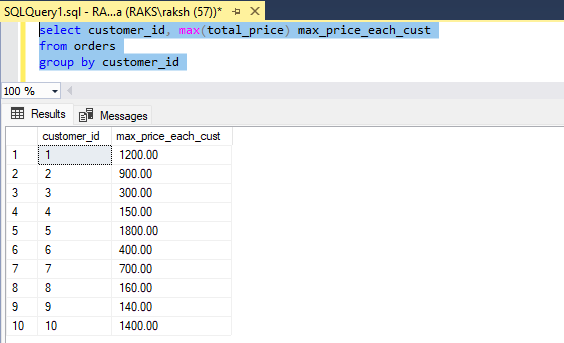 SQLQuery1.sql - RA...a (RAKS\raksh (57))*
select customer_id, max(total_price) max_price_each_cust
from orders
group by customer_id
100 %
Results Messages
customer_id max_price_each_cust
1 1 1200.00
2 2 900.00
3 3 300.00
4 4 150.00
5 5 1800.00
6 6 400.00
7 7 700.00
8 8 160.00
9 9 140.00
10 10 1400.00